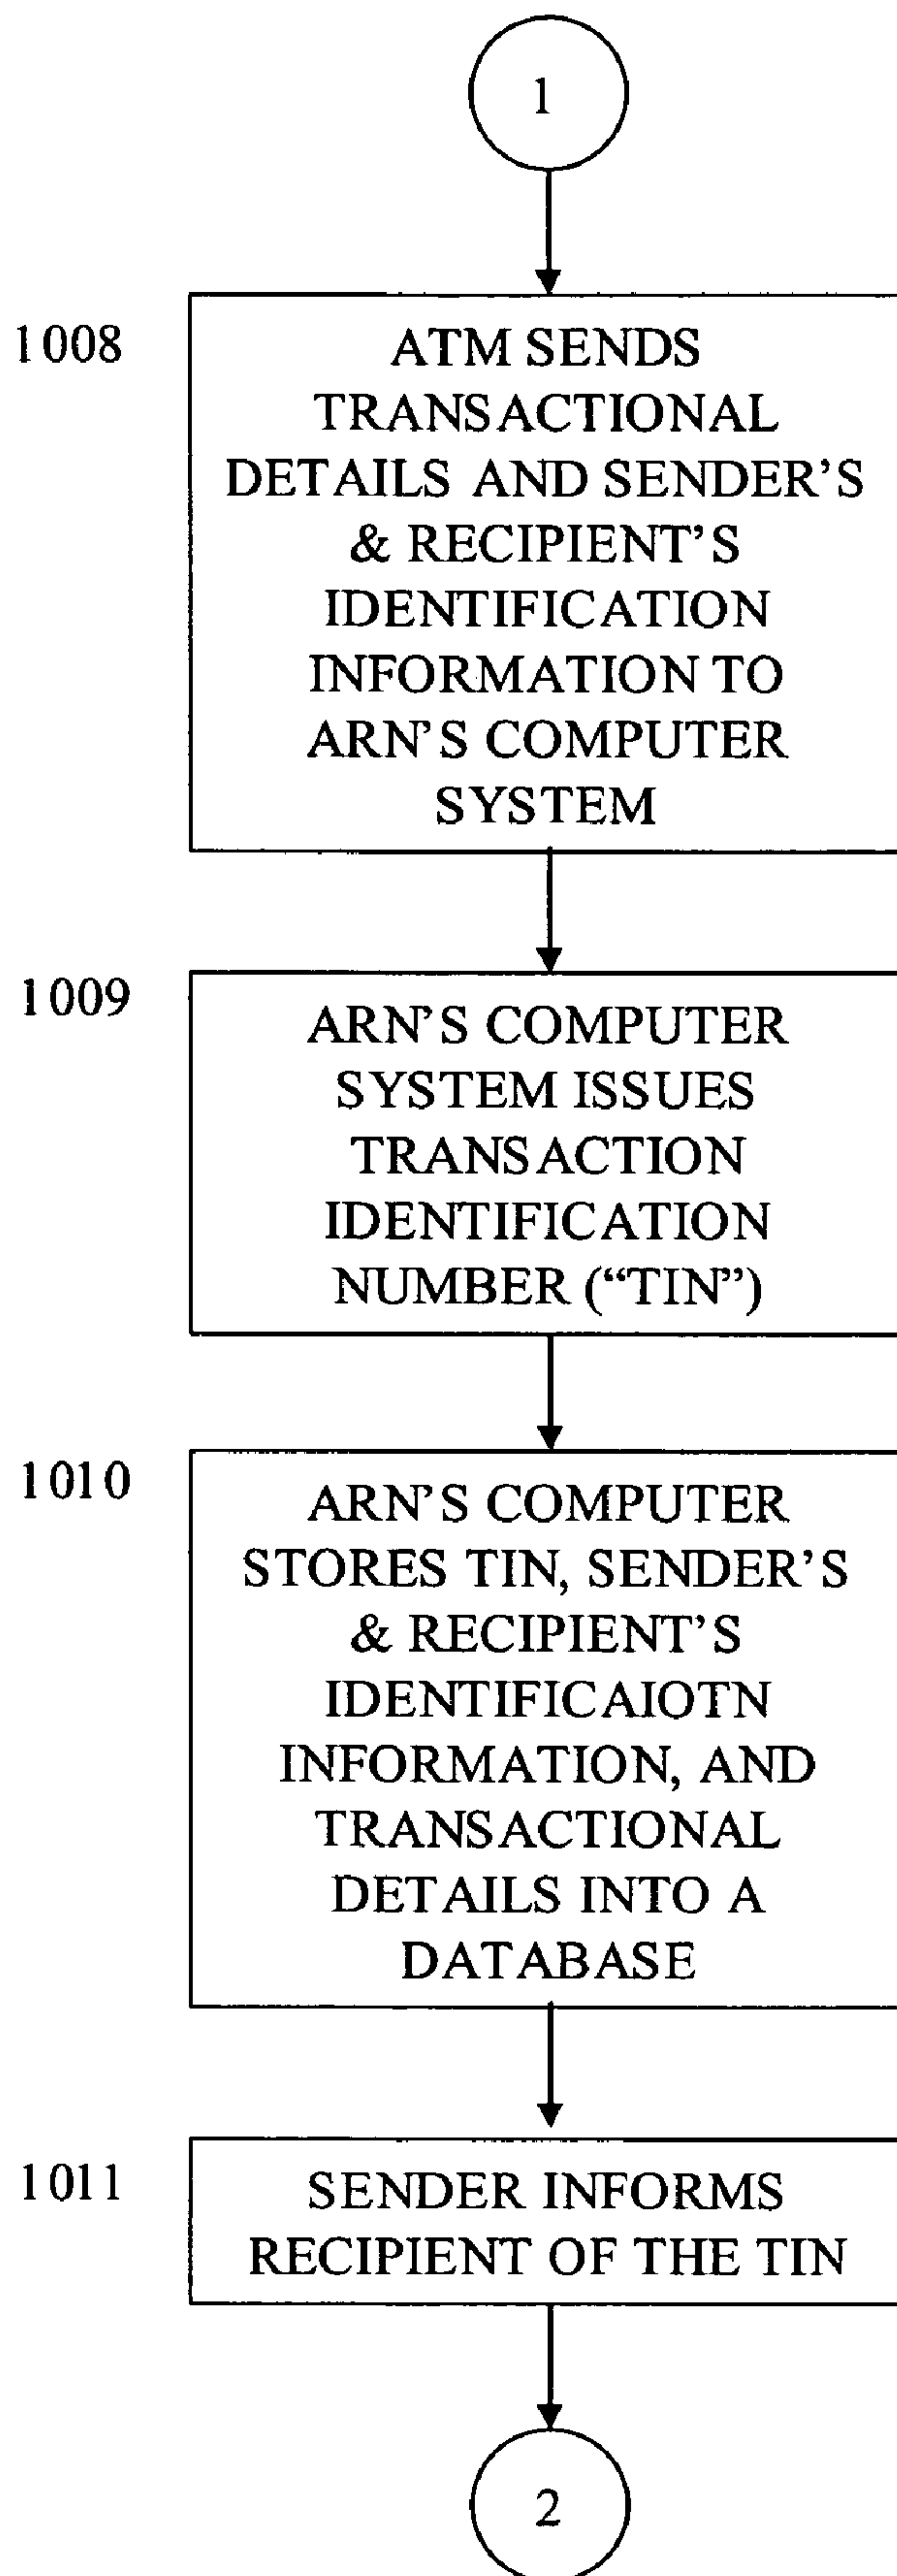 1
1008
ATM SENDS
TRANSACTIONAL
DETAILS AND SENDER'S
& RECIPIENT'S
IDENTIFICATION
INFORMATION TO
ARN'S COMPUTER
SYSTEM
1009
ARN'S COMPUTER
SYSTEM ISSUES
TRANSACTION
IDENTIFICATION
NUMBER (“TIN”)
1010
ARN'S COMPUTER
STORES TIN, SENDER'S
& RECIPIENT'S
IDENTIFICAIOTN
INFORMATION, AND
TRANSACTIONAL
DETAILS INTO A
DATABASE
1011
SENDER INFORMS
RECIPIENT OF THE TIN
2